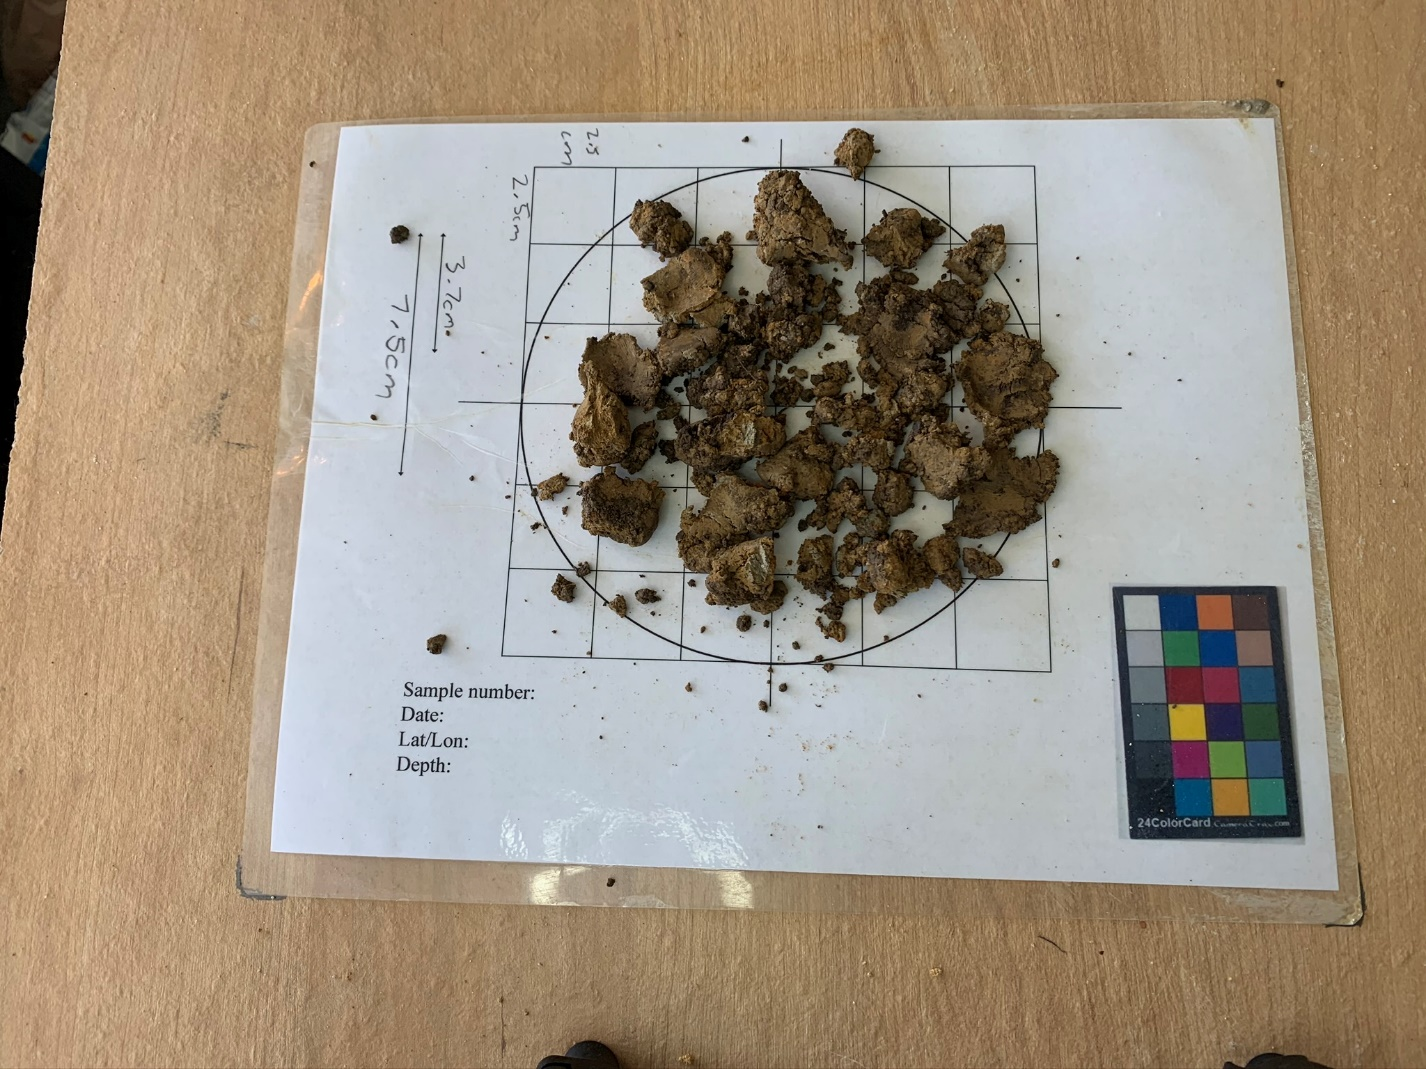 2.5
cm
2.5cm
3.7cm
7.5cm
Sample number:
Date:
Lat/Lon:
Depth:
24ColorCard